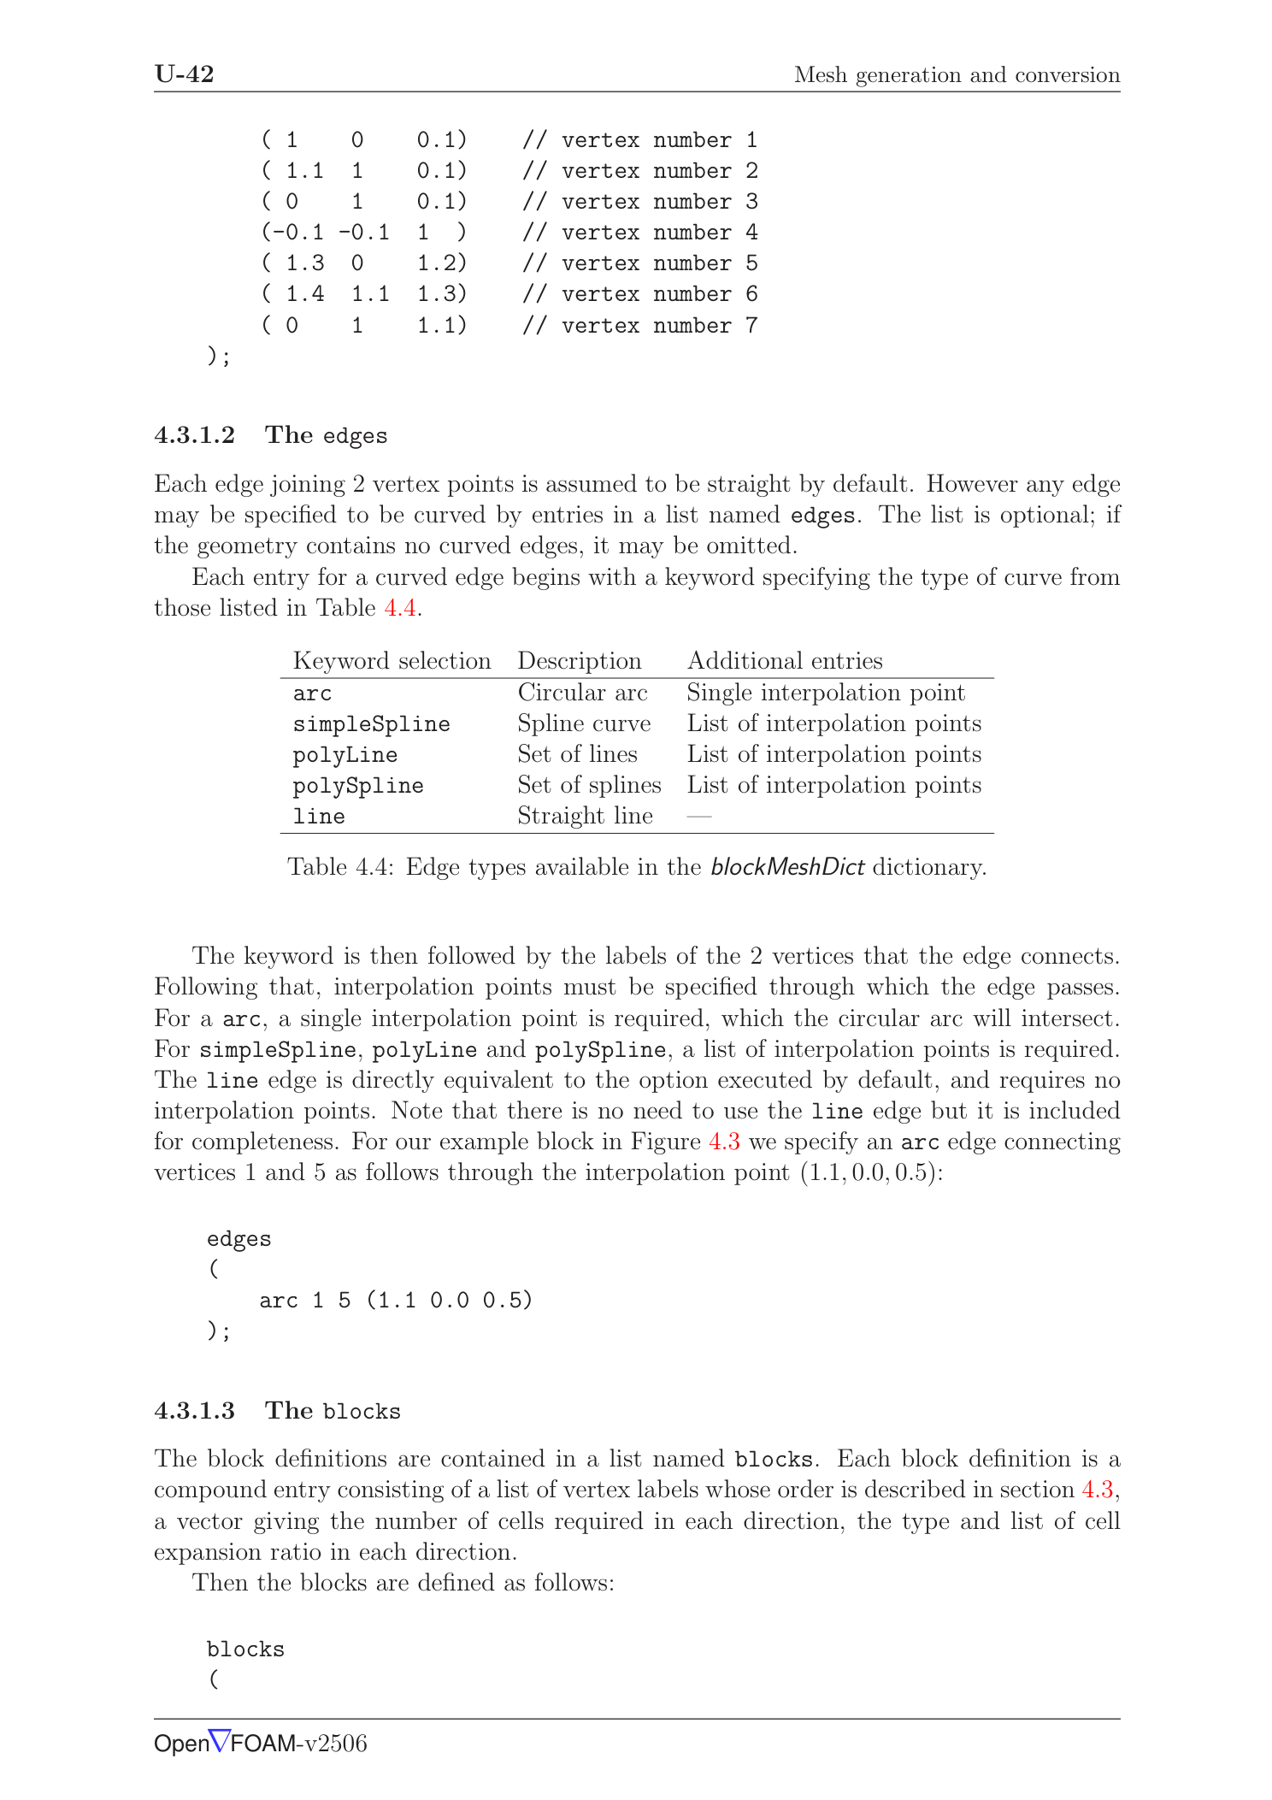 U-42 Mesh generation and conversion
( 1   0    0.1)    // vertex number 1
( 1.1  1    0.1)    // vertex number 2
( 0    1    0.1)    // vertex number 3
(-0.1 -0.1  1  )    // vertex number 4
( 1.3  0    1.2)    // vertex number 5
( 1.4  1.1  1.3)    // vertex number 6
( 0    1    1.1)    // vertex number 7
);
4.3.1.2 The edges
Each edge joining 2 vertex points is assumed to be straight by default. However any edge
may be specified to be curved by entries in a list named edges. The list is optional; if
the geometry contains no curved edges, it may be omitted.
Each entry for a curved edge begins with a keyword specifying the type of curve from
those listed in Table 4.4.
Keyword selection Description Additional entries
arc Circular arc Single interpolation point
simpleSpline Spline curve List of interpolation points
polyLine Set of lines List of interpolation points
polySpline Set of splines List of interpolation points
line Straight line —
Table 4.4: Edge types available in the blockMeshDict dictionary.
The keyword is then followed by the labels of the 2 vertices that the edge connects.
Following that, interpolation points must be specified through which the edge passes.
For a arc, a single interpolation point is required, which the circular arc will intersect.
For simpleSpline, polyLine and polySpline, a list of interpolation points is required.
The line edge is directly equivalent to the option executed by default, and requires no
interpolation points. Note that there is no need to use the line edge but it is included
for completeness. For our example block in Figure 4.3 we specify an arc edge connecting
vertices 1 and 5 as follows through the interpolation point (1.1, 0.0, 0.5):
edges
(
arc 1 5 (1.1 0.0 0.5)
);
4.3.1.3 The blocks
The block definitions are contained in a list named blocks. Each block definition is a
compound entry consisting of a list of vertex labels whose order is described in section 4.3,
a vector giving the number of cells required in each direction, the type and list of cell
expansion ratio in each direction.
Then the blocks are defined as follows:
blocks
(
Open∇FOAM-v2506